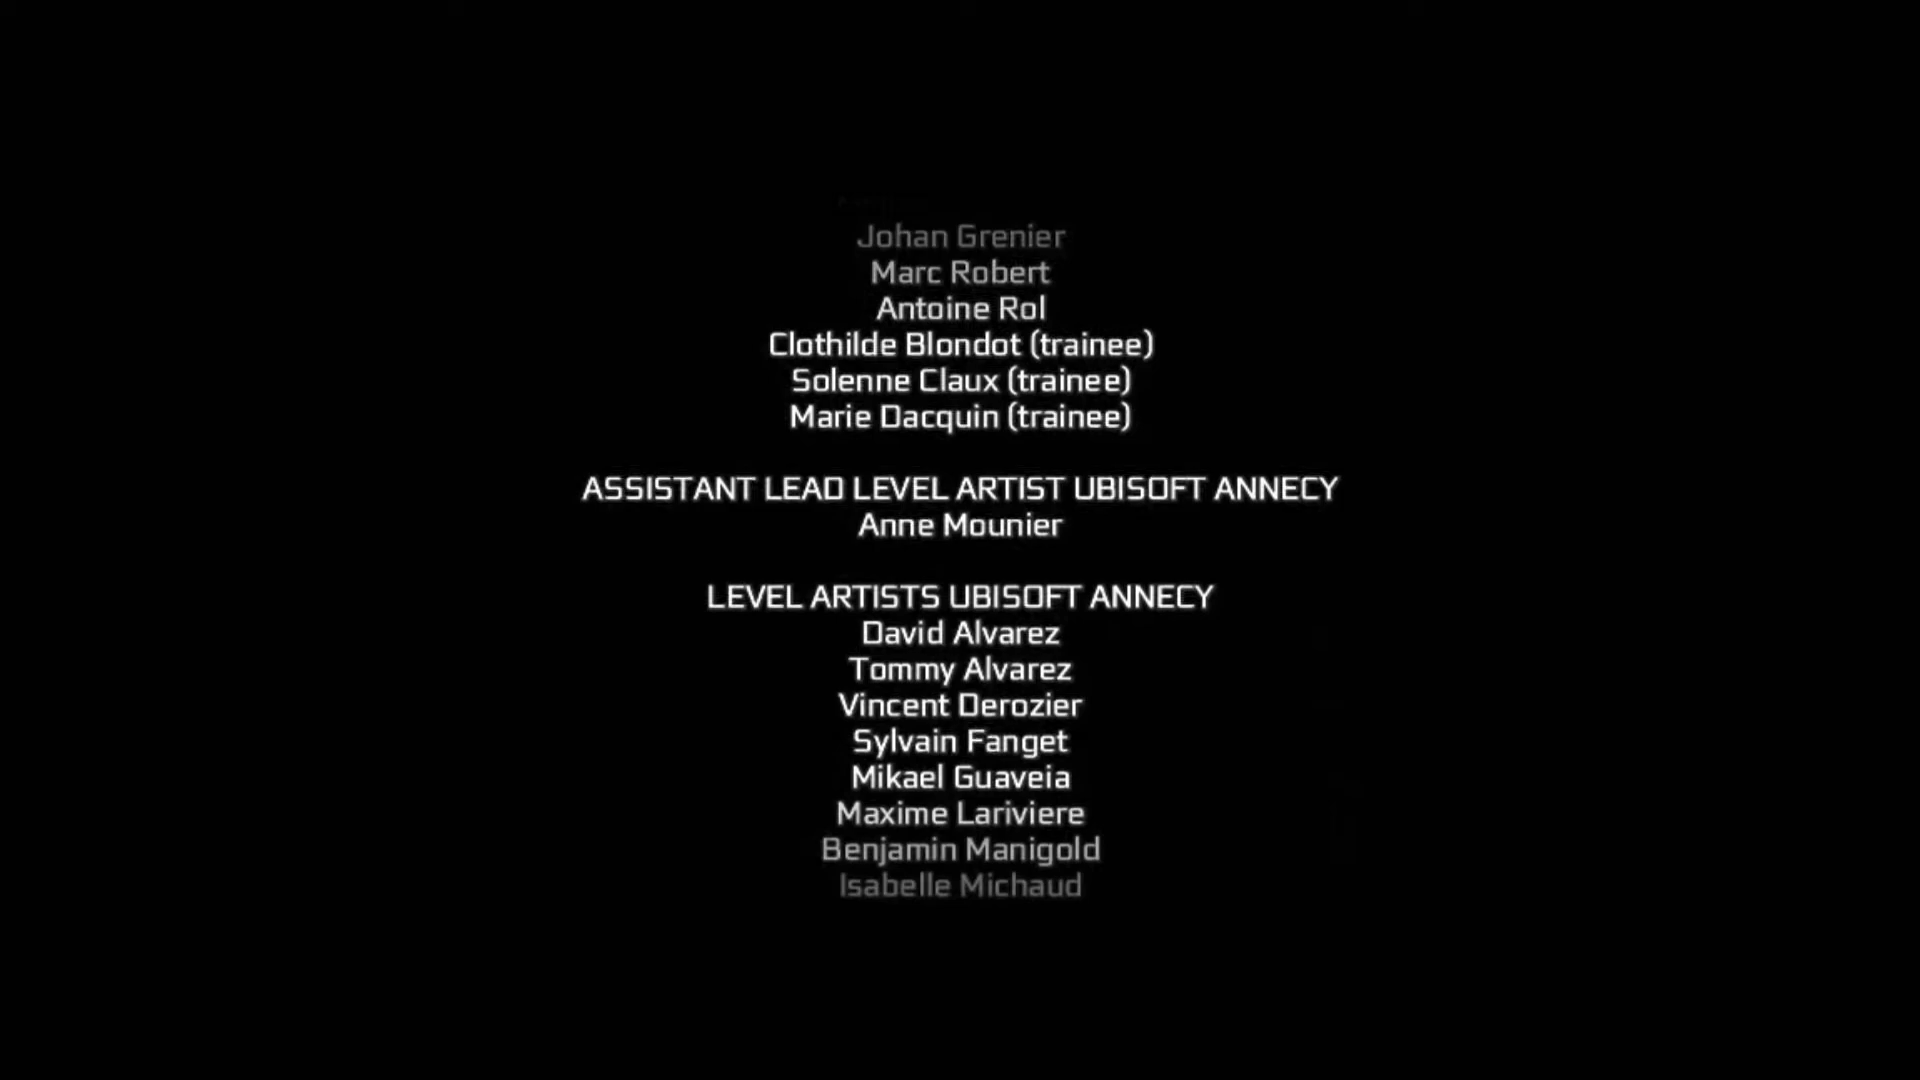 Johan Grenier
Marc Robert
Antoine Rol
Clothilde Blondot (trainee)
Solenne Claux (trainee)
Marie Dacquin (trainee)
ASSISTANT LEAD LEVEL ARTIST UBISOFT ANNECY
Anne Mounier
LEVEL ARTISTS UBISOFT ANNECY
David Alvarez
Tommy Alvarez
Vincent Derozier
Sylvain Fanget
Mikael Guaveia
Maxime Lariviere
Benjamin Manigold
Isabelle Michaud